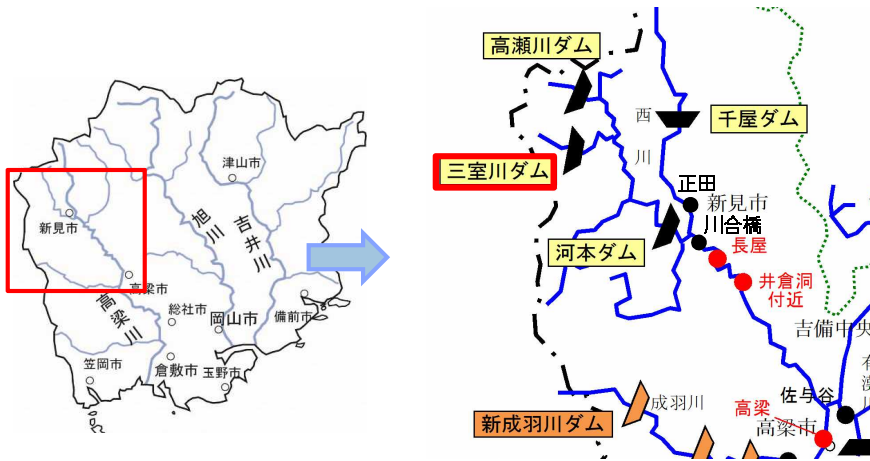 津山市
新見市
旭川
吉井川
高梁市
高梁川
総社市
岡山市
備前市
笠岡市
倉敷市
玉野市
高瀬川ダム
西川
千屋ダム
三室川ダム
正田
新見市
川合橋
河本ダム
長屋
井倉洞
付近
吉備中央
有漢川
佐与谷
成羽川
新成羽川ダム
高梁
高梁市